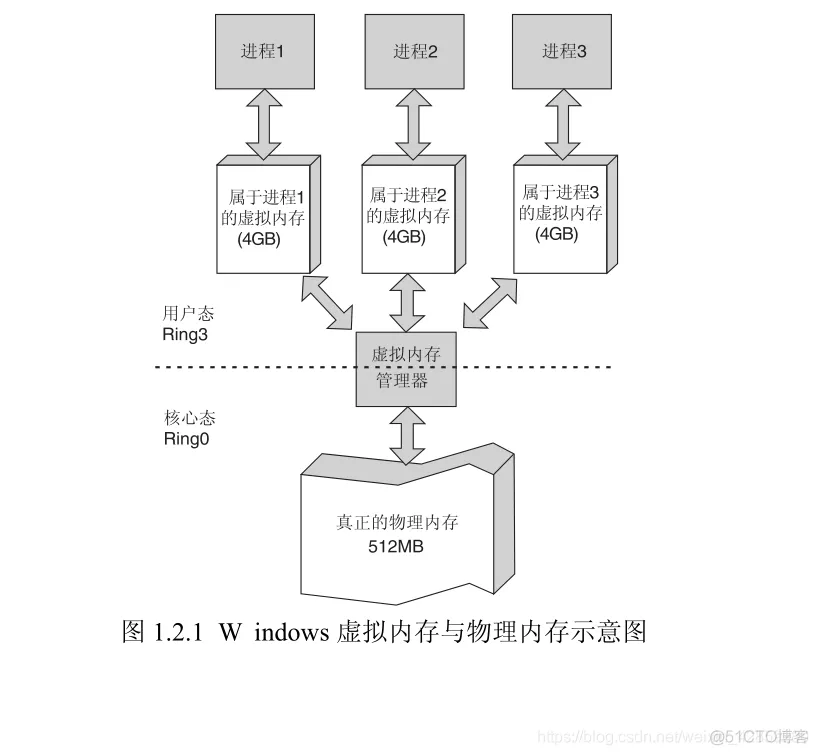 进程1
进程2
进程3
属于进程1
的虚拟内存
(4GB)
属于进程2
的虚拟内存
(4GB)
属于进程3
的虚拟内存
(4GB)
用户态
Ring3
虚拟内存
管理器
核心态
Ring0
真正的物理内存
512MB
图 1.2.1 W indows 虚拟内存与物理内存示意图
https://blog.csdn.net/wei
@51CTO博客